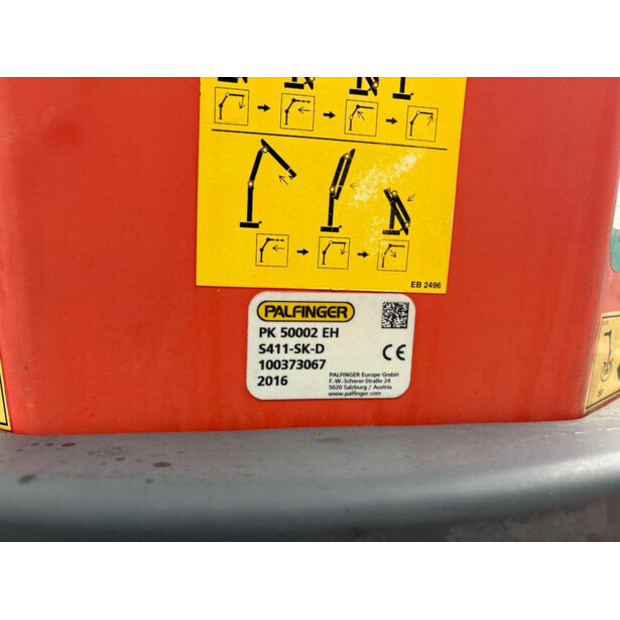 EB 2496
PALFINGER
PK 50002 EH
S411-SK-D
100373067
2016
CE
PALFINGER Europe GmbH
F.-W.-Scherer-Straße 24
5020 Salzburg / Austria
www.palfinger.com